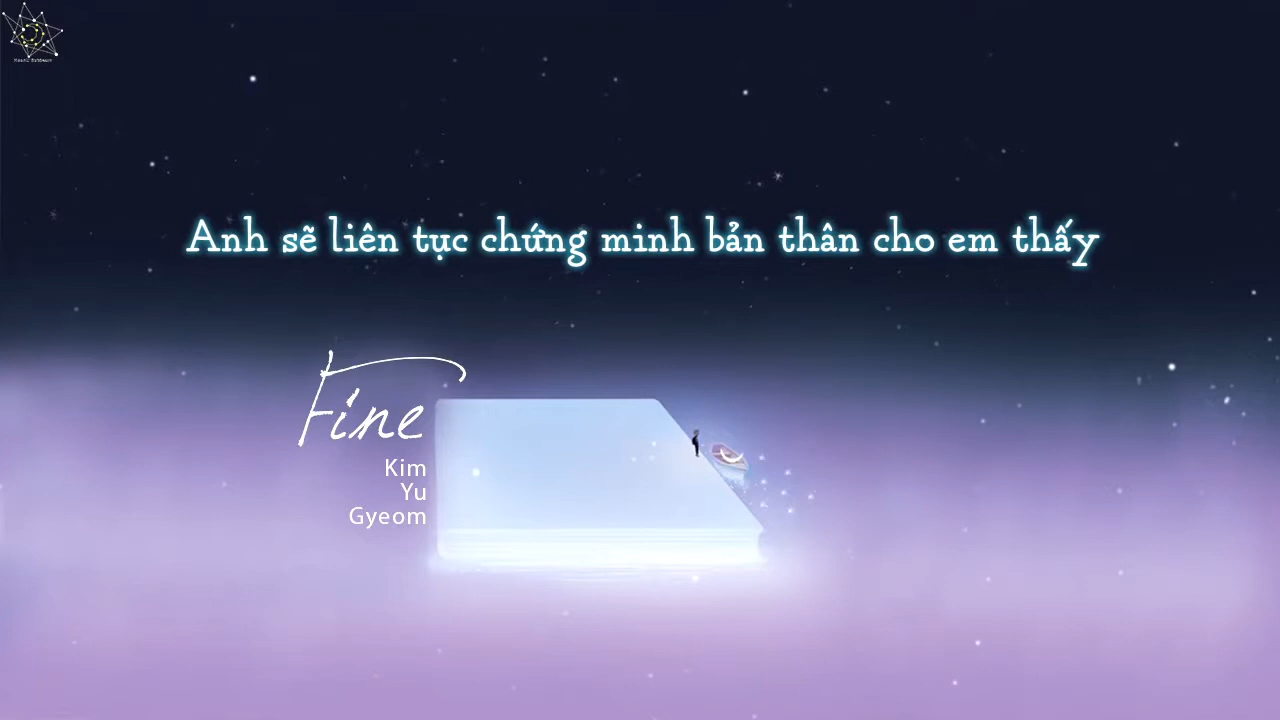 Anh sẽ liên tục chứng minh bản thân cho em thấy
Fine
Kim
Yu
Gyeom